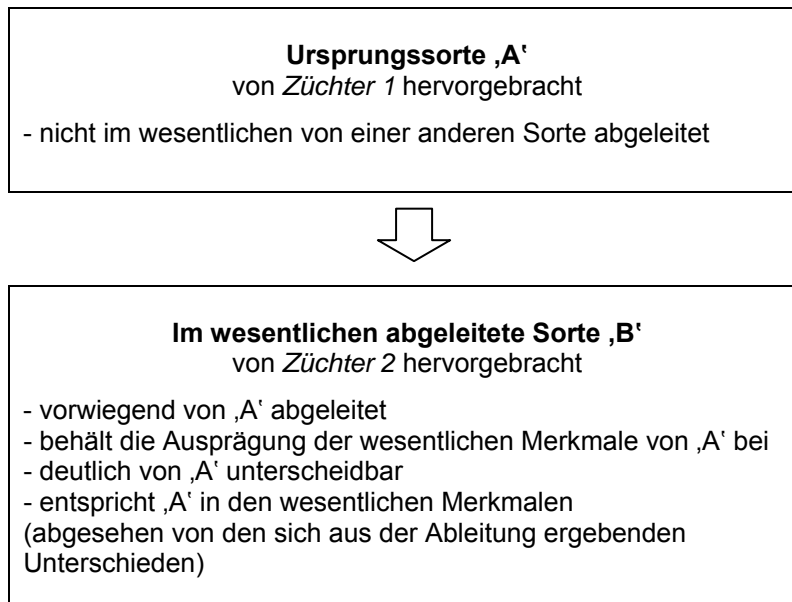 Ursprungssorte ‚A‘
von Züchter 1 hervorgebracht
- nicht im wesentlichen von einer anderen Sorte abgeleitet
Im wesentlichen abgeleitete Sorte ‚B‘
von Züchter 2 hervorgebracht
- vorwiegend von ‚A‘ abgeleitet
- behält die Ausprägung der wesentlichen Merkmale von ‚A‘ bei
- deutlich von ‚A‘ unterscheidbar
- entspricht ‚A‘ in den wesentlichen Merkmalen
(abgesehen von den sich aus der Ableitung ergebenden
Unterschieden)